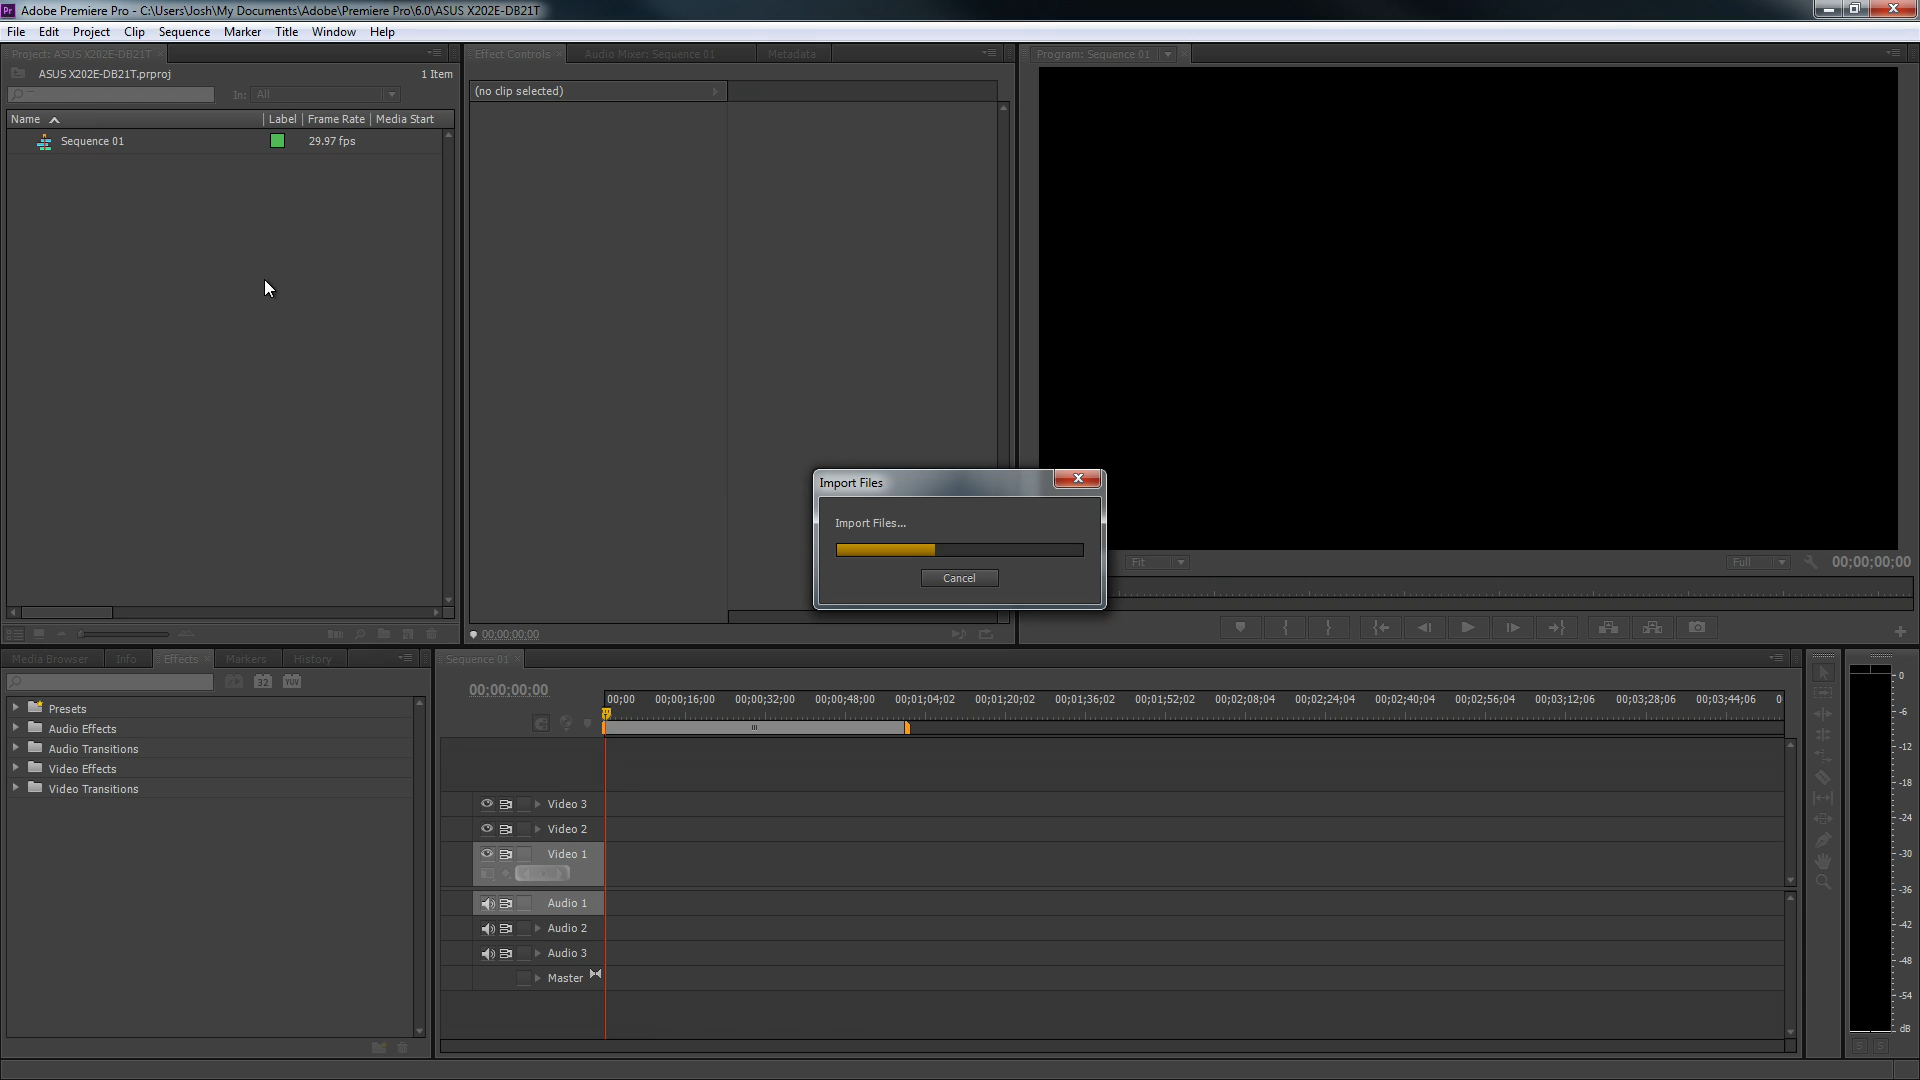 Pr Adobe Premiere Pro - C:\Users\Josh\My Documents\Adobe\Premiere Pro\6.0\ASUS X202E-DB21T
File Edit Project Clip Sequence Marker Title Window Help
Project: ASUS X202E-DB21T
ASUS X202E-DB21T.prproj 1 Item
In: All
Name Label Frame Rate Media Start
Sequence 01 29.97 fps
Effect Controls Audio Mixer: Sequence 01 Metadata
(no clip selected)
00;00;00;00
Program: Sequence 01
Fit Full 00;00;00;00
Import Files
Import Files...
Cancel
Media Browser Info Effects Markers History
32 YUV
Presets
Audio Effects
Audio Transitions
Video Effects
Video Transitions
Sequence 01
00;00;00;00
00;00 00;00;16;00 00;00;32;00 00;00;48;00 00;01;04;02 00;01;20;02 00;01;36;02 00;01;52;02 00;02;08;04 00;02;24;04 00;02;40;04 00;02;56;04 00;03;12;06 00;03;28;06 00;03;44;06 0
Video 3
Video 2
Video 1
Audio 1
Audio 2
Audio 3
Master
0
-6
-12
-18
-24
-30
-36
-42
-48
-54
dB
S S